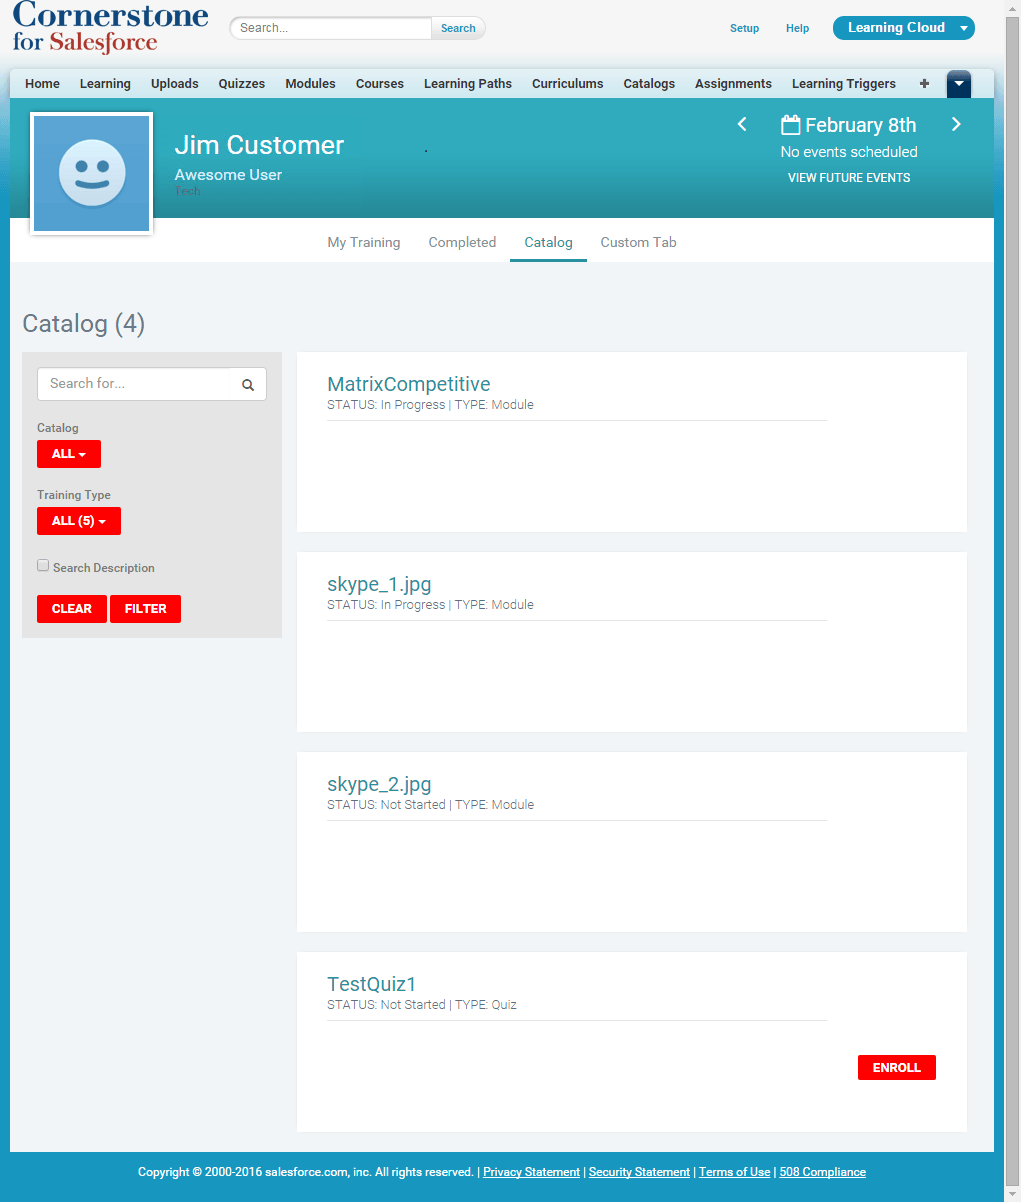 Cornerstone
for Salesforce
Search...
Search
Setup
Help
Learning Cloud
Home Learning Uploads Quizzes Modules Courses Learning Paths Curriculums Catalogs Assignments Learning Triggers +
Jim Customer
Awesome User
Tech
February 8th
No events scheduled
VIEW FUTURE EVENTS
My Training Completed Catalog Custom Tab
Catalog (4)
Search for...
Catalog
ALL
Training Type
ALL (5)
Search Description
CLEAR FILTER
MatrixCompetitive
STATUS: In Progress | TYPE: Module
skype_1.jpg
STATUS: In Progress | TYPE: Module
skype_2.jpg
STATUS: Not Started | TYPE: Module
TestQuiz1
STATUS: Not Started | TYPE: Quiz
ENROLL
Copyright © 2000-2016 salesforce.com, inc. All rights reserved. | Privacy Statement | Security Statement | Terms of Use | 508 Compliance